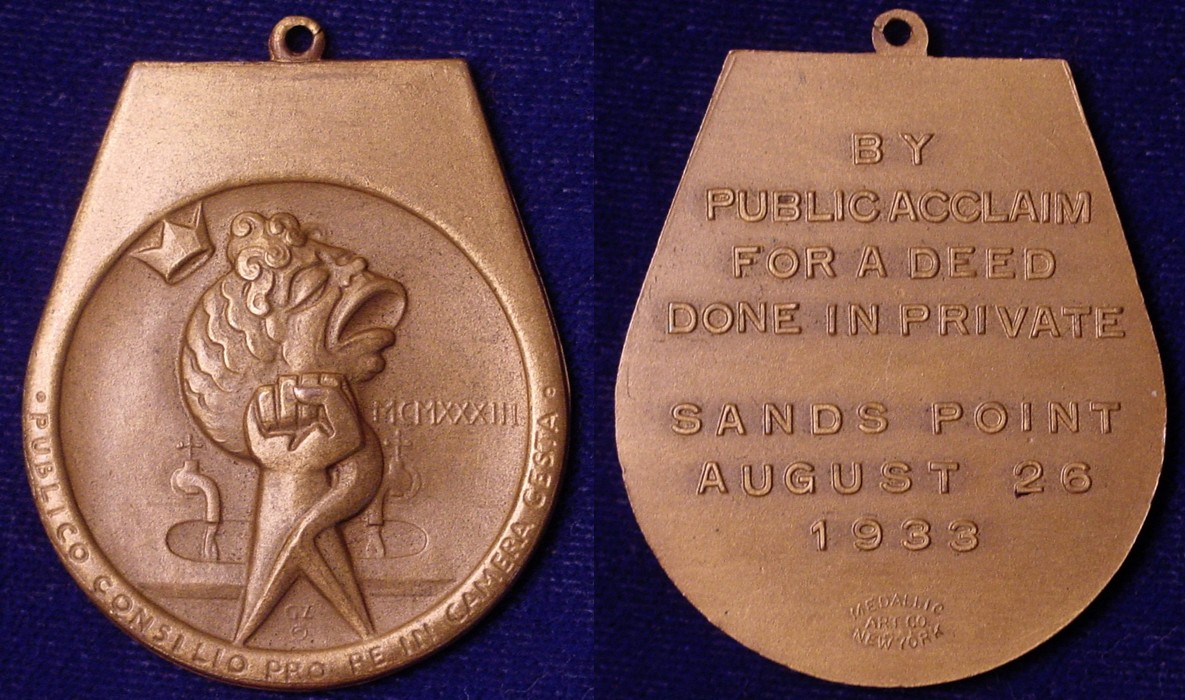 MCMXXXIII
· PUBLICO CONSILIO PRO RE IN CAMERA GESTA ·
BY
PUBLIC ACCLAIM
FOR A DEED
DONE IN PRIVATE
SANDS POINT
AUGUST 26
1933
MEDALLIC
ART CO.
NEW YORK